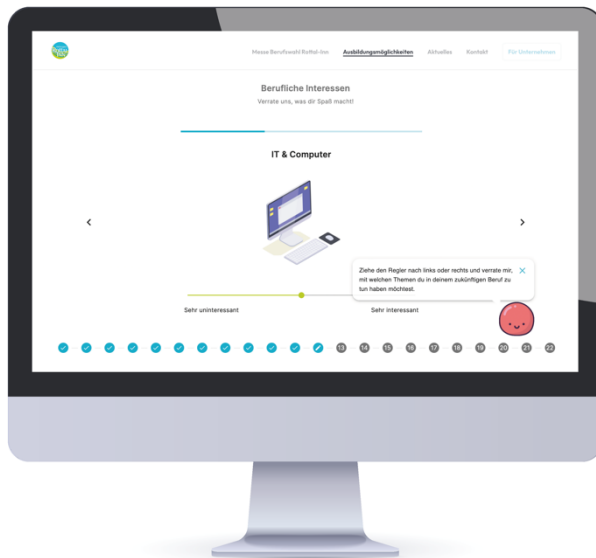 Messe Berufswahl Rottal-Inn Ausbildungsmöglichkeiten Aktuelles Kontakt Für Unternehmen
Berufliche Interessen
Verrate uns, was dir Spaß macht!
IT & Computer
Ziehe den Regler nach links oder rechts und verrate mir,
mit welchen Themen du in deinem zukünftigen Beruf zu
tun haben möchtest.
Sehr uninteressant Sehr Interessant
13 14 15 16 17 18 19 20 21 22